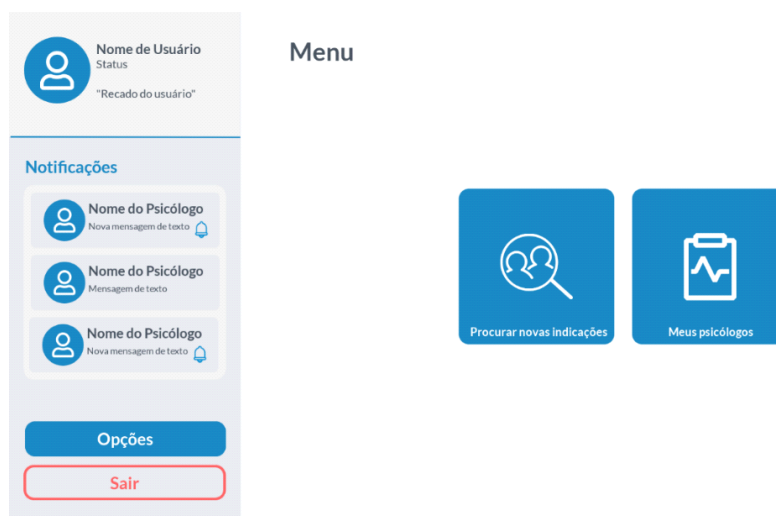 Nome de Usuário
Status
"Recado do usuário"
Notificações
Nome do Psicólogo
Nova mensagem de texto
Nome do Psicólogo
Mensagem de texto
Nome do Psicólogo
Nova mensagem de texto
Opções
Sair
Menu
Procurar novas indicações
Meus psicólogos